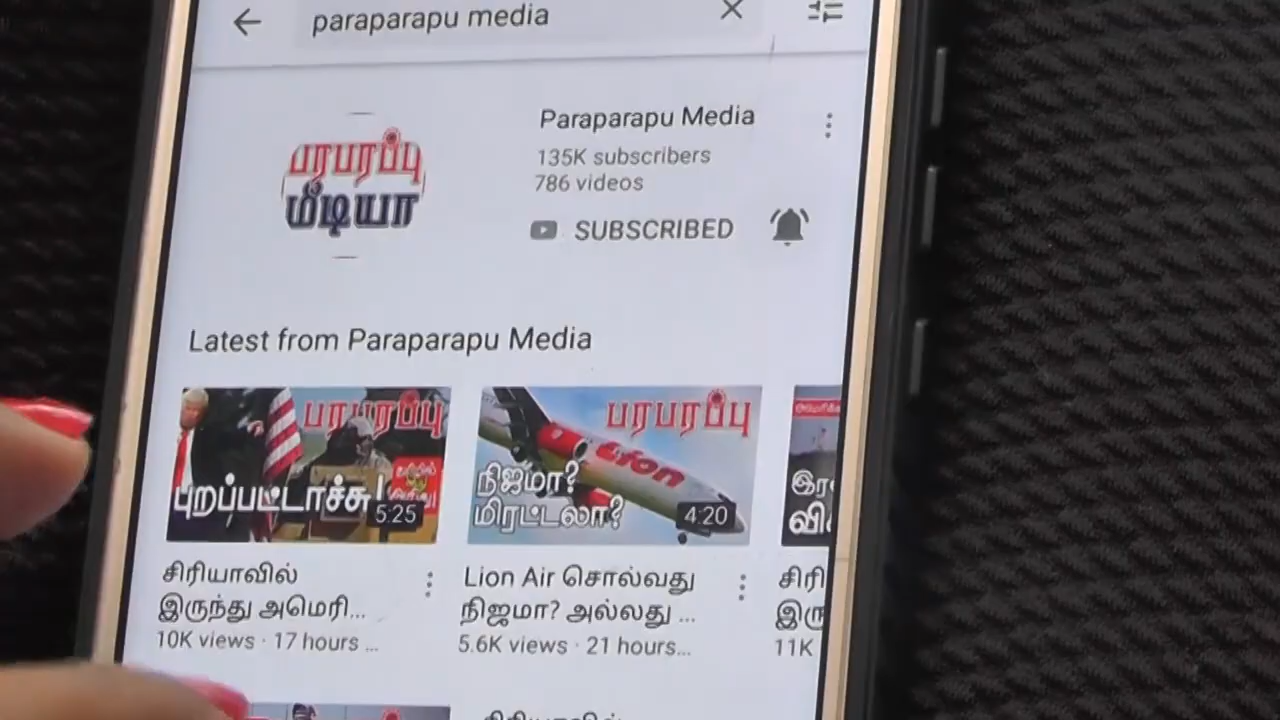 paraparapu media
பரபரப்பு
மீடியா
Paraparapu Media
135K subscribers
786 videos
SUBSCRIBED
Latest from Paraparapu Media
பரபரப்பு
புறப்பட்டாச்சு!
5:25
பரபரப்பு
Lion
நிஜமா?
மிரட்டலா?
4:20
சிரியாவில்
இருந்து அமெரி...
10K views · 17 hours ...
Lion Air சொல்வது
நிஜமா? அல்லது ...
5.6K views · 21 hours...
11K